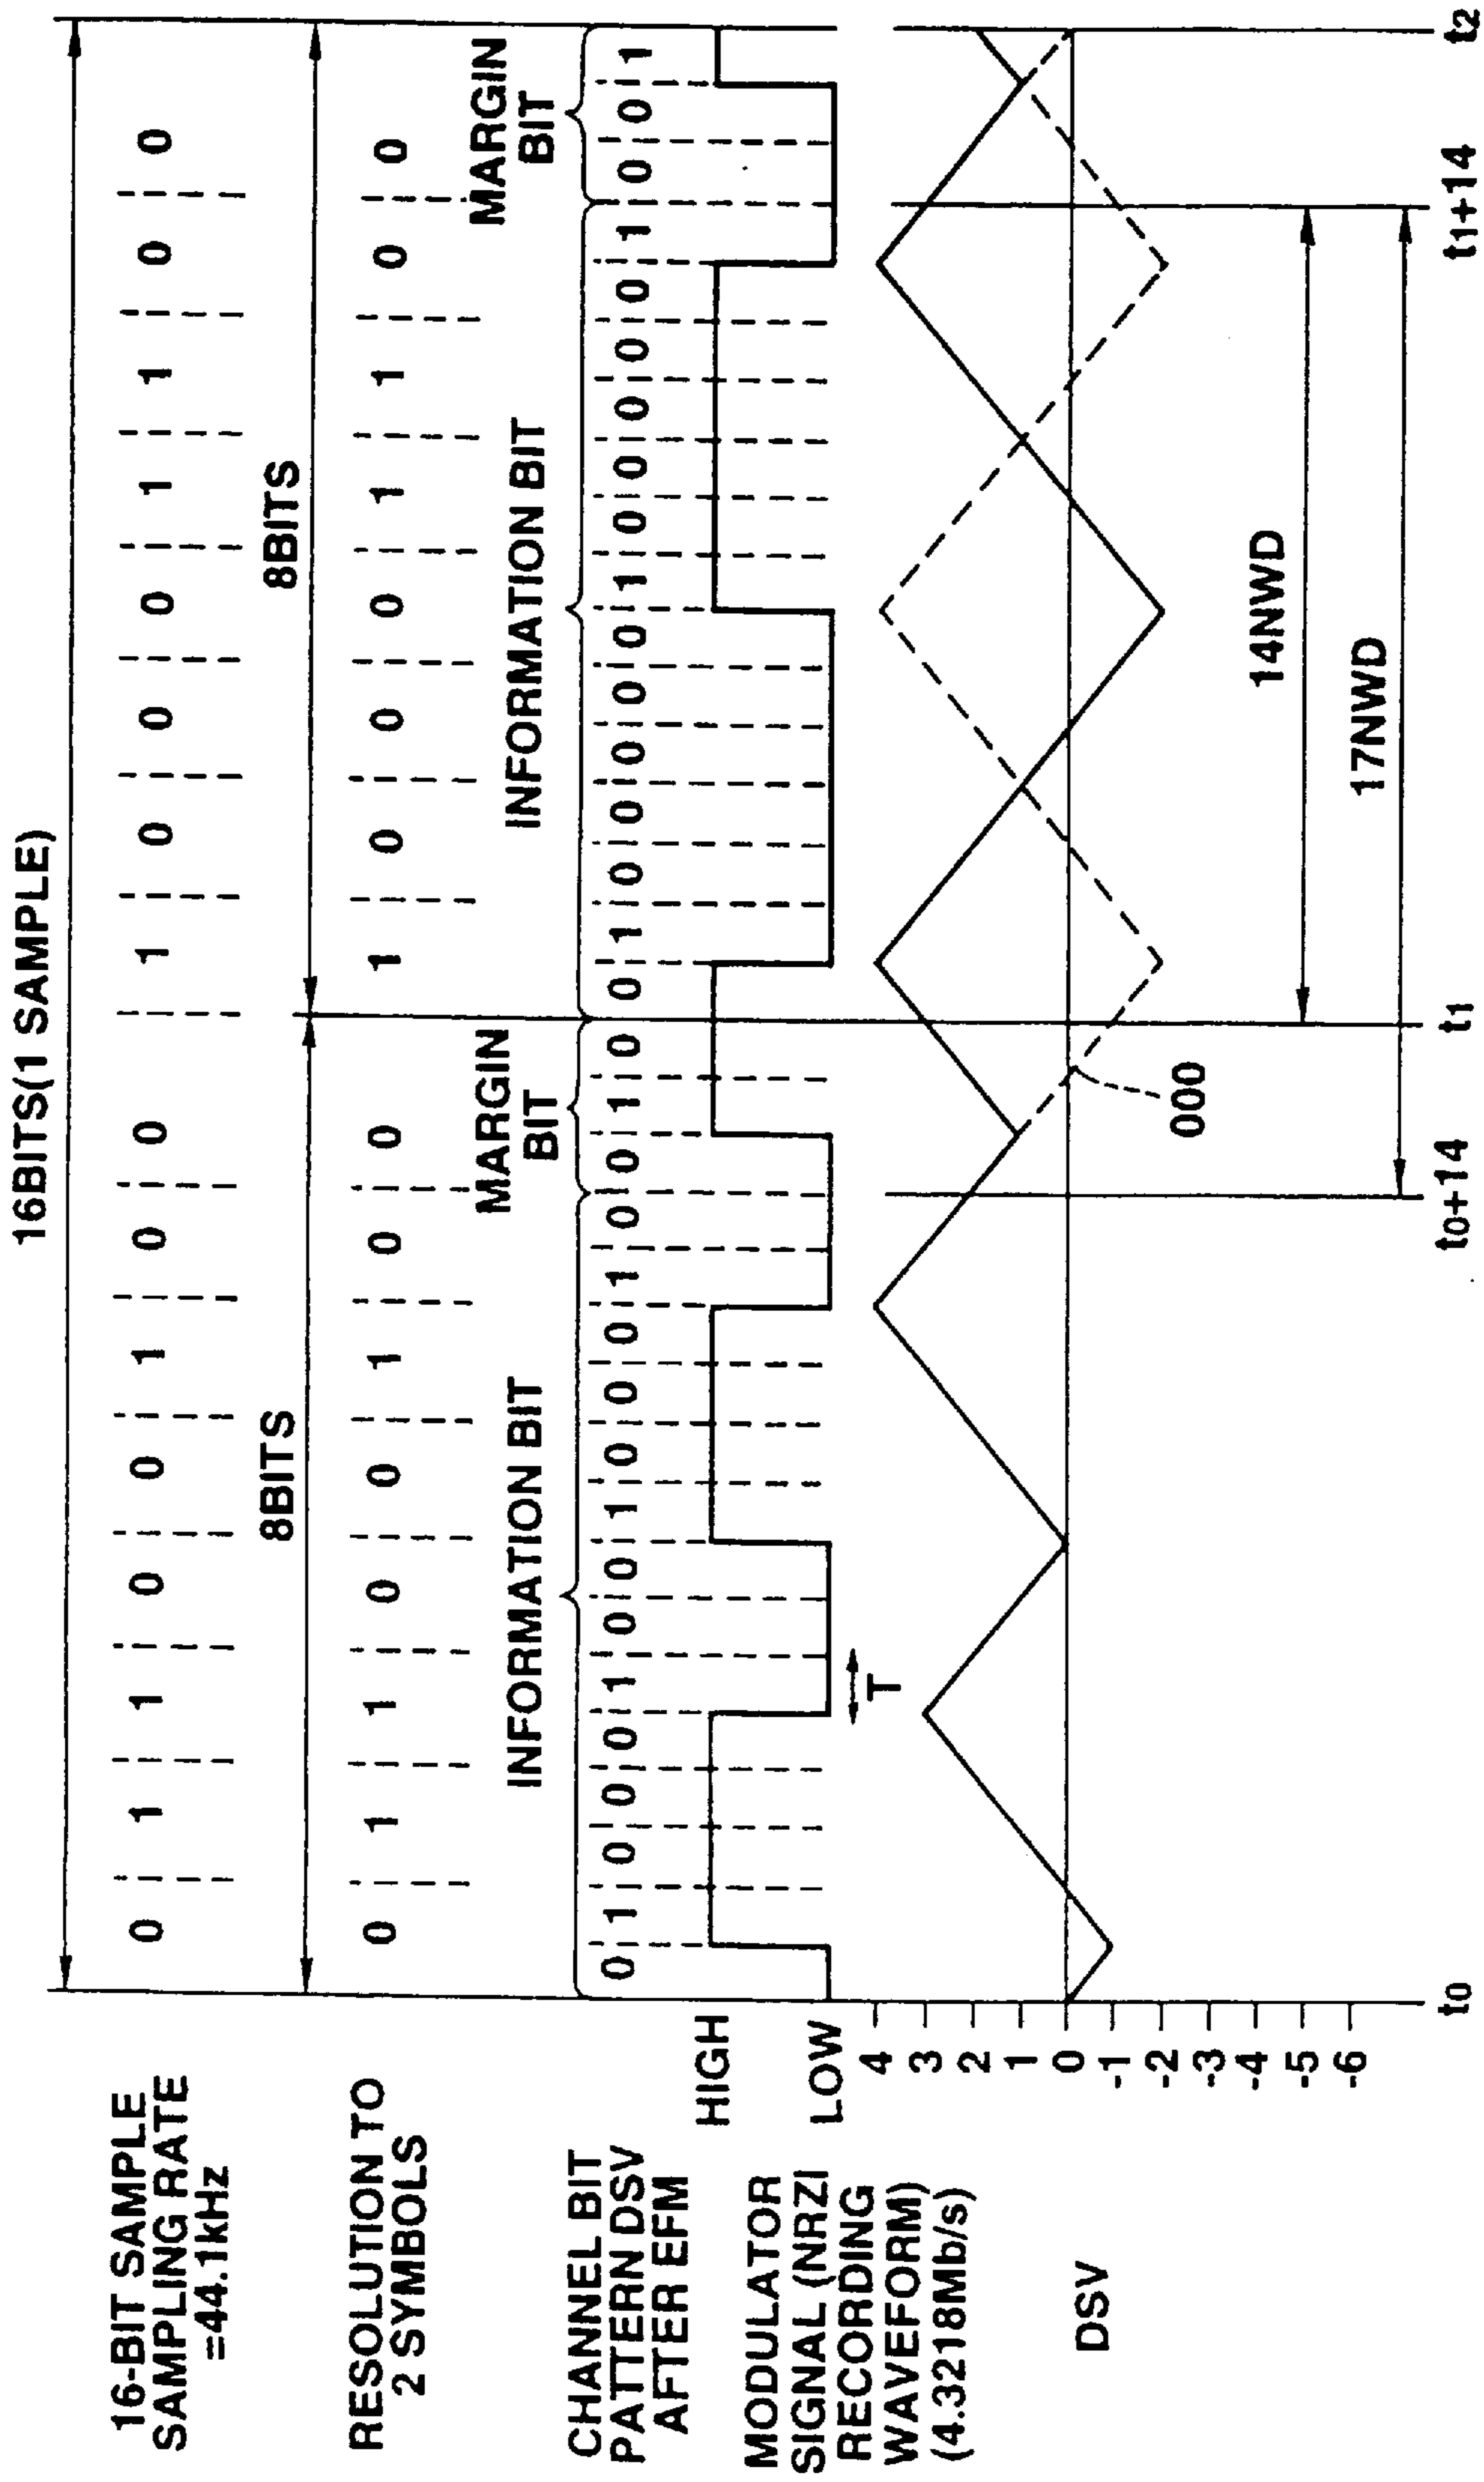 16BITS(1 SAMPLE)
16-BIT SAMPLE
SAMPLING RATE
=44.1kHz
0 1 1 0 0 1 0 0 1 0 0 0 1 1 0 0
8BITS 8BITS
RESOLUTION TO
2 SYMBOLS
0 1 1 0 0 1 0 0 1 0 0 0 1 1 0 0
INFORMATION BIT
MARGIN
BIT
INFORMATION BIT
MARGIN
BIT
CHANNEL BIT
PATTERN DSV
AFTER EFM
0 1 0 0 0 1 0 0 1 0 0 0 1 0 0 1 0 0 1 0 0 0 0 0 1 0 0 0 0 0 1 0 0 1
MODULATOR
SIGNAL (NRZI
RECORDING
WAVEFORM)
(4.3218Mb/s)
HIGH
LOW
T
DSV
4
3
2
1
0
-1
-2
-3
-4
-5
-6
000
14NWD
17NWD
t0 t0+14 t1 t1+14 t2